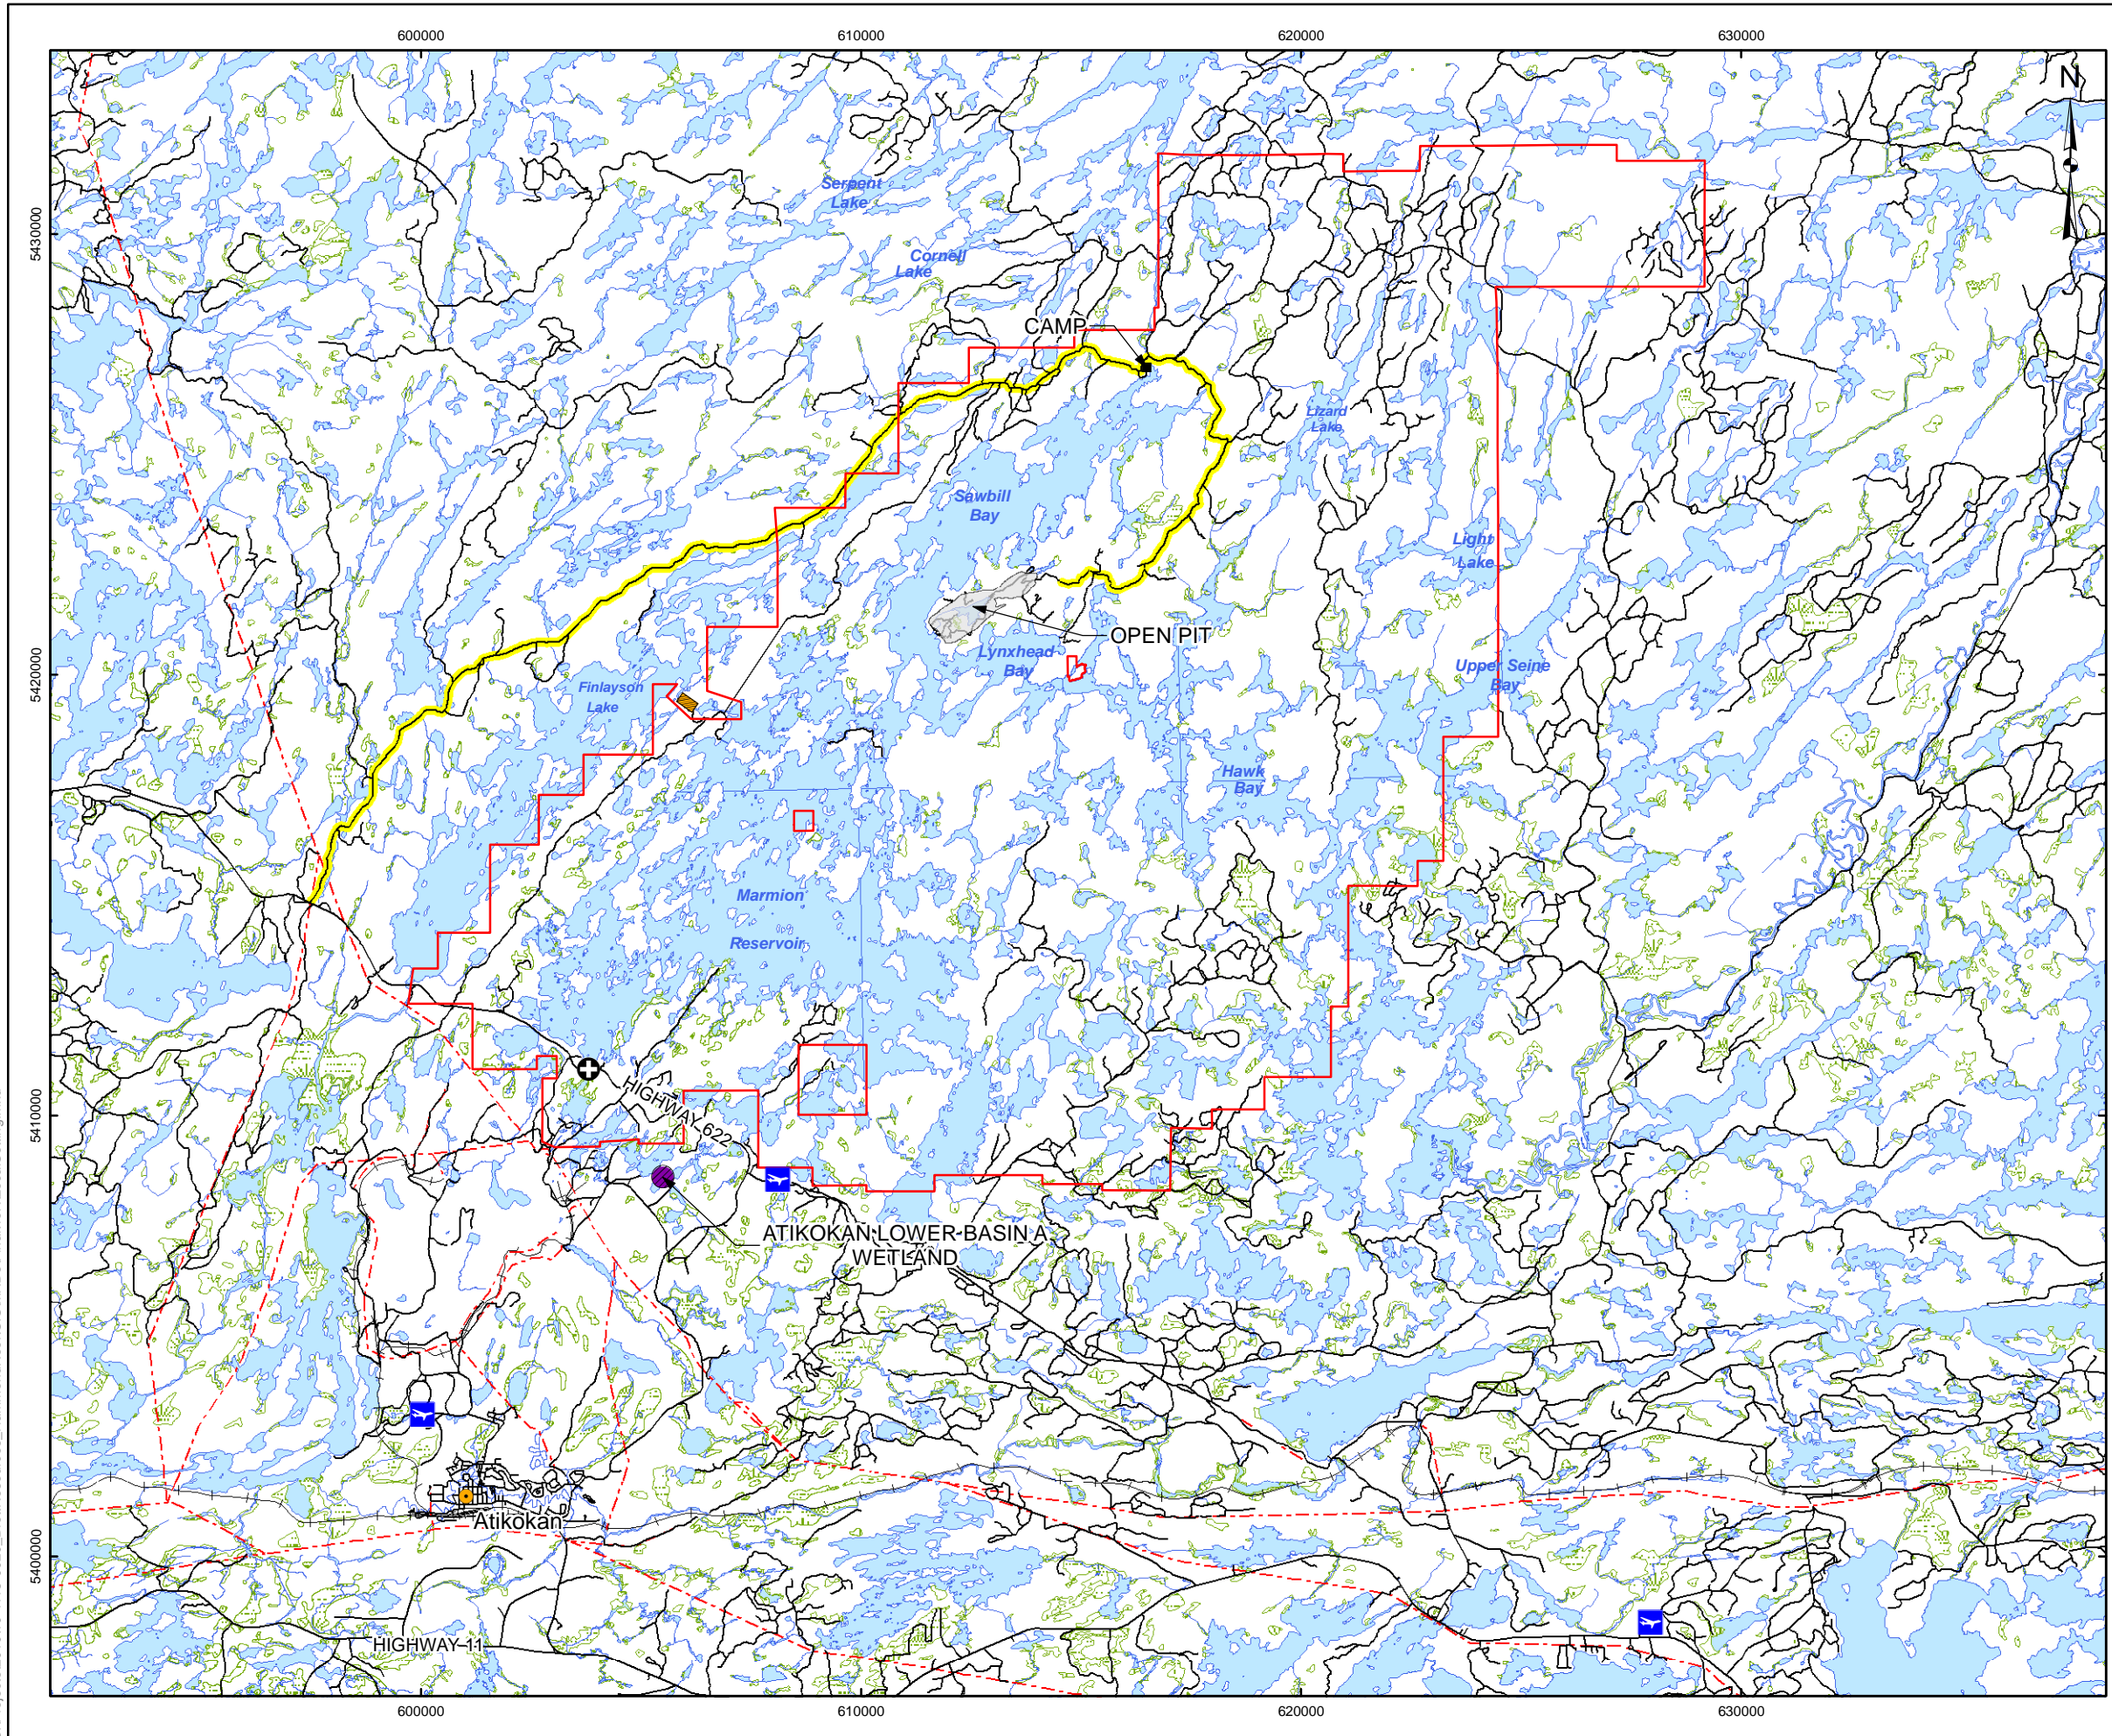 600000
610000
620000
630000
N
5430000
5420000
5410000
5400000
Serpent
Lake
Cornell
Lake
CAMP
Lizard
Lake
Sawbill
Bay
Light
Lake
OPEN PIT
Lynxhead
Bay
Upper Seine
Bay
Finlayson
Lake
Hawk
Bay
Marmion
Reservoir
HIGHWAY 622
ATIKOKAN LOWER BASIN A
WETLAND
Atikokan
HIGHWAY 11
600000
610000
620000
630000